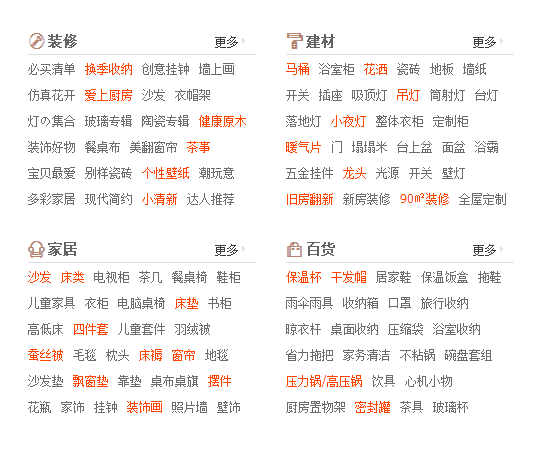 装修 更多
必买清单 换季收纳 创意挂钟 墙上画
仿真花开 爱上厨房 沙发 衣帽架
灯の集合 玻璃专辑 陶瓷专辑 健康原木
装饰好物 餐桌布 美翻窗帘 茶事
宝贝最爱 别样瓷砖 个性壁纸 潮玩意
多彩家居 现代简约 小清新 达人推荐
建材 更多
马桶 浴室柜 花洒 瓷砖 地板 墙纸
开关 插座 吸顶灯 吊灯 筒射灯 台灯
落地灯 小夜灯 整体衣柜 定制柜
暖气片 门 塌塌米 台上盆 面盆 浴霸
五金挂件 龙头 光源 开关 壁灯
旧房翻新 新房装修 90㎡装修 全屋定制
家居 更多
沙发 床类 电视柜 茶几 餐桌椅 鞋柜
儿童家具 衣柜 电脑桌椅 床垫 书柜
高低床 四件套 儿童套件 羽绒被
蚕丝被 毛毯 枕头 床褥 窗帘 地毯
沙发垫 飘窗垫 靠垫 桌布桌旗 摆件
花瓶 家饰 挂钟 装饰画 照片墙 壁饰
百货 更多
保温杯 干发帽 居家鞋 保温饭盒 拖鞋
雨伞雨具 收纳箱 口罩 旅行收纳
晾衣杆 桌面收纳 压缩袋 浴室收纳
省力拖把 家务清洁 不粘锅 碗盘套组
压力锅/高压锅 饮具 心机小物
厨房置物架 密封罐 茶具 玻璃杯